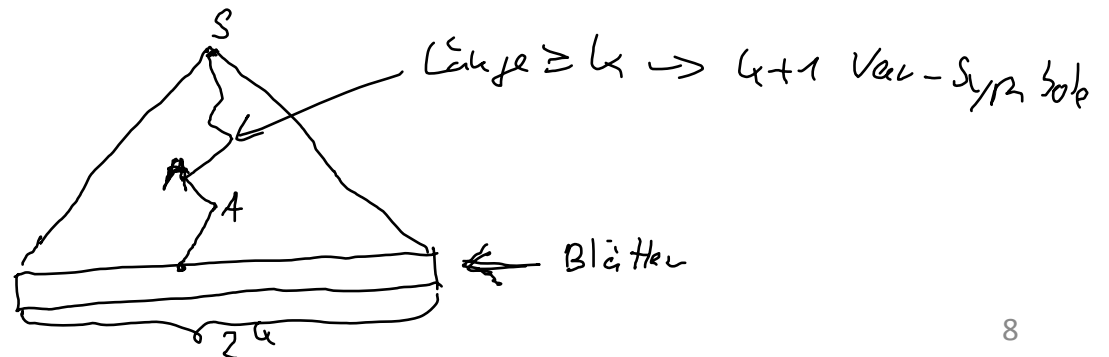 S
Länge ≥ k → k+1 Var-Symbole
A
A
← Blätter
2^k
8